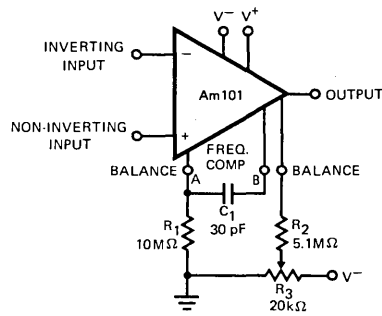 V⁻ V⁺
INVERTING
INPUT
−
Am101
OUTPUT
NON-INVERTING
INPUT
+
FREQ.
COMP
BALANCE A B BALANCE
C₁
30 pF
R₁
10MΩ
R₂
5.1MΩ
R₃
20kΩ
V⁻